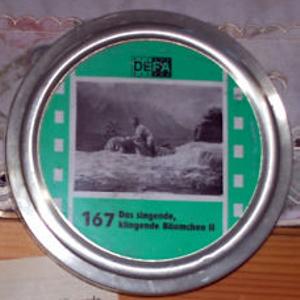 DEFA
167 Das singende,
klingende Bäumchen II